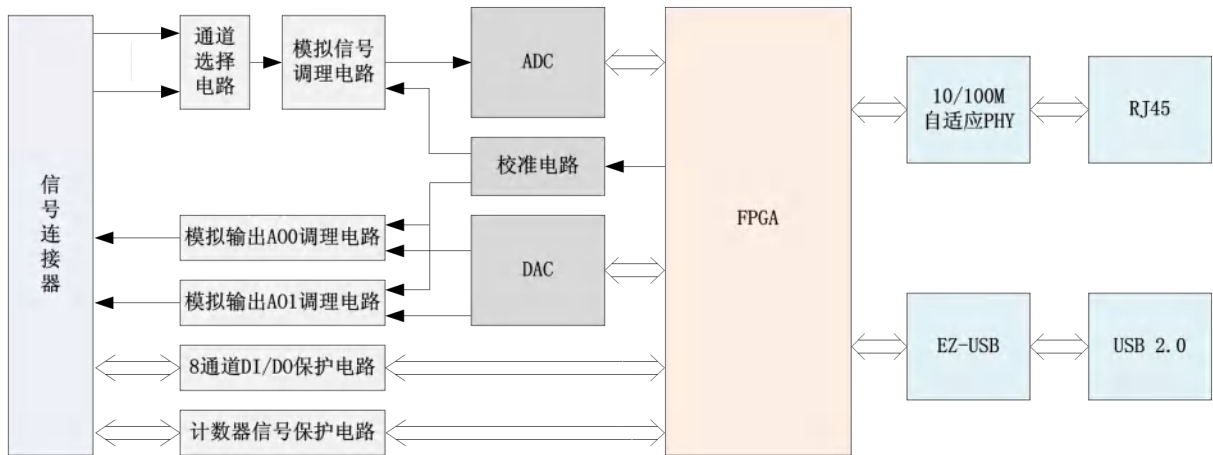 信
号
连
接
器
通道
选择
电路
模拟信号
调理电路
ADC
校准电路
模拟输出AO0调理电路
DAC
模拟输出AO1调理电路
8通道DI/DO保护电路
计数器信号保护电路
FPGA
10/100M
自适应PHY
RJ45
EZ-USB
USB 2.0